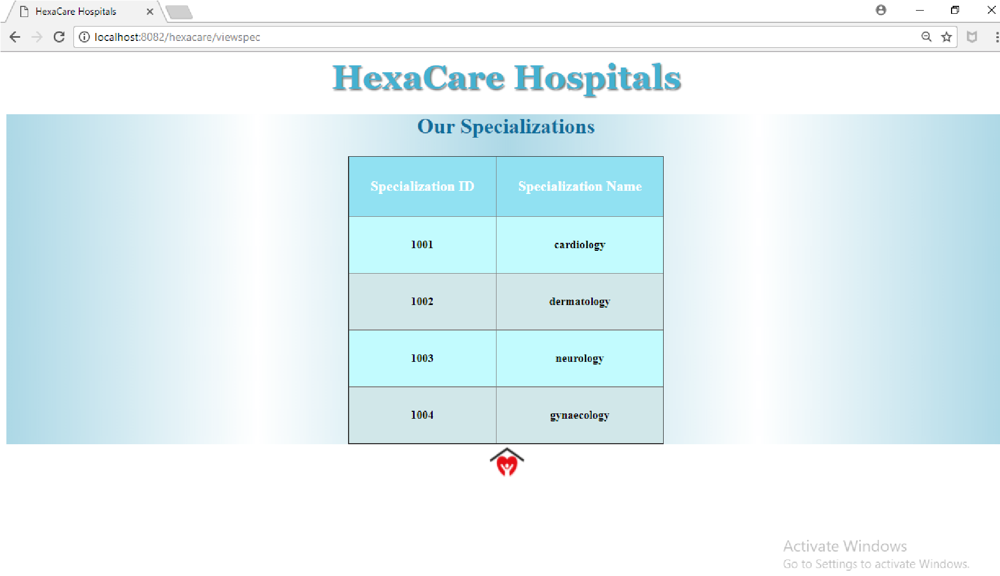 HexaCare Hospitals
localhost:8082/hexacare/viewspec
HexaCare Hospitals
Our Specializations
Specialization ID Specialization Name
1001 cardiology
1002 dermatology
1003 neurology
1004 gynaecology
Activate Windows
Go to Settings to activate Windows.